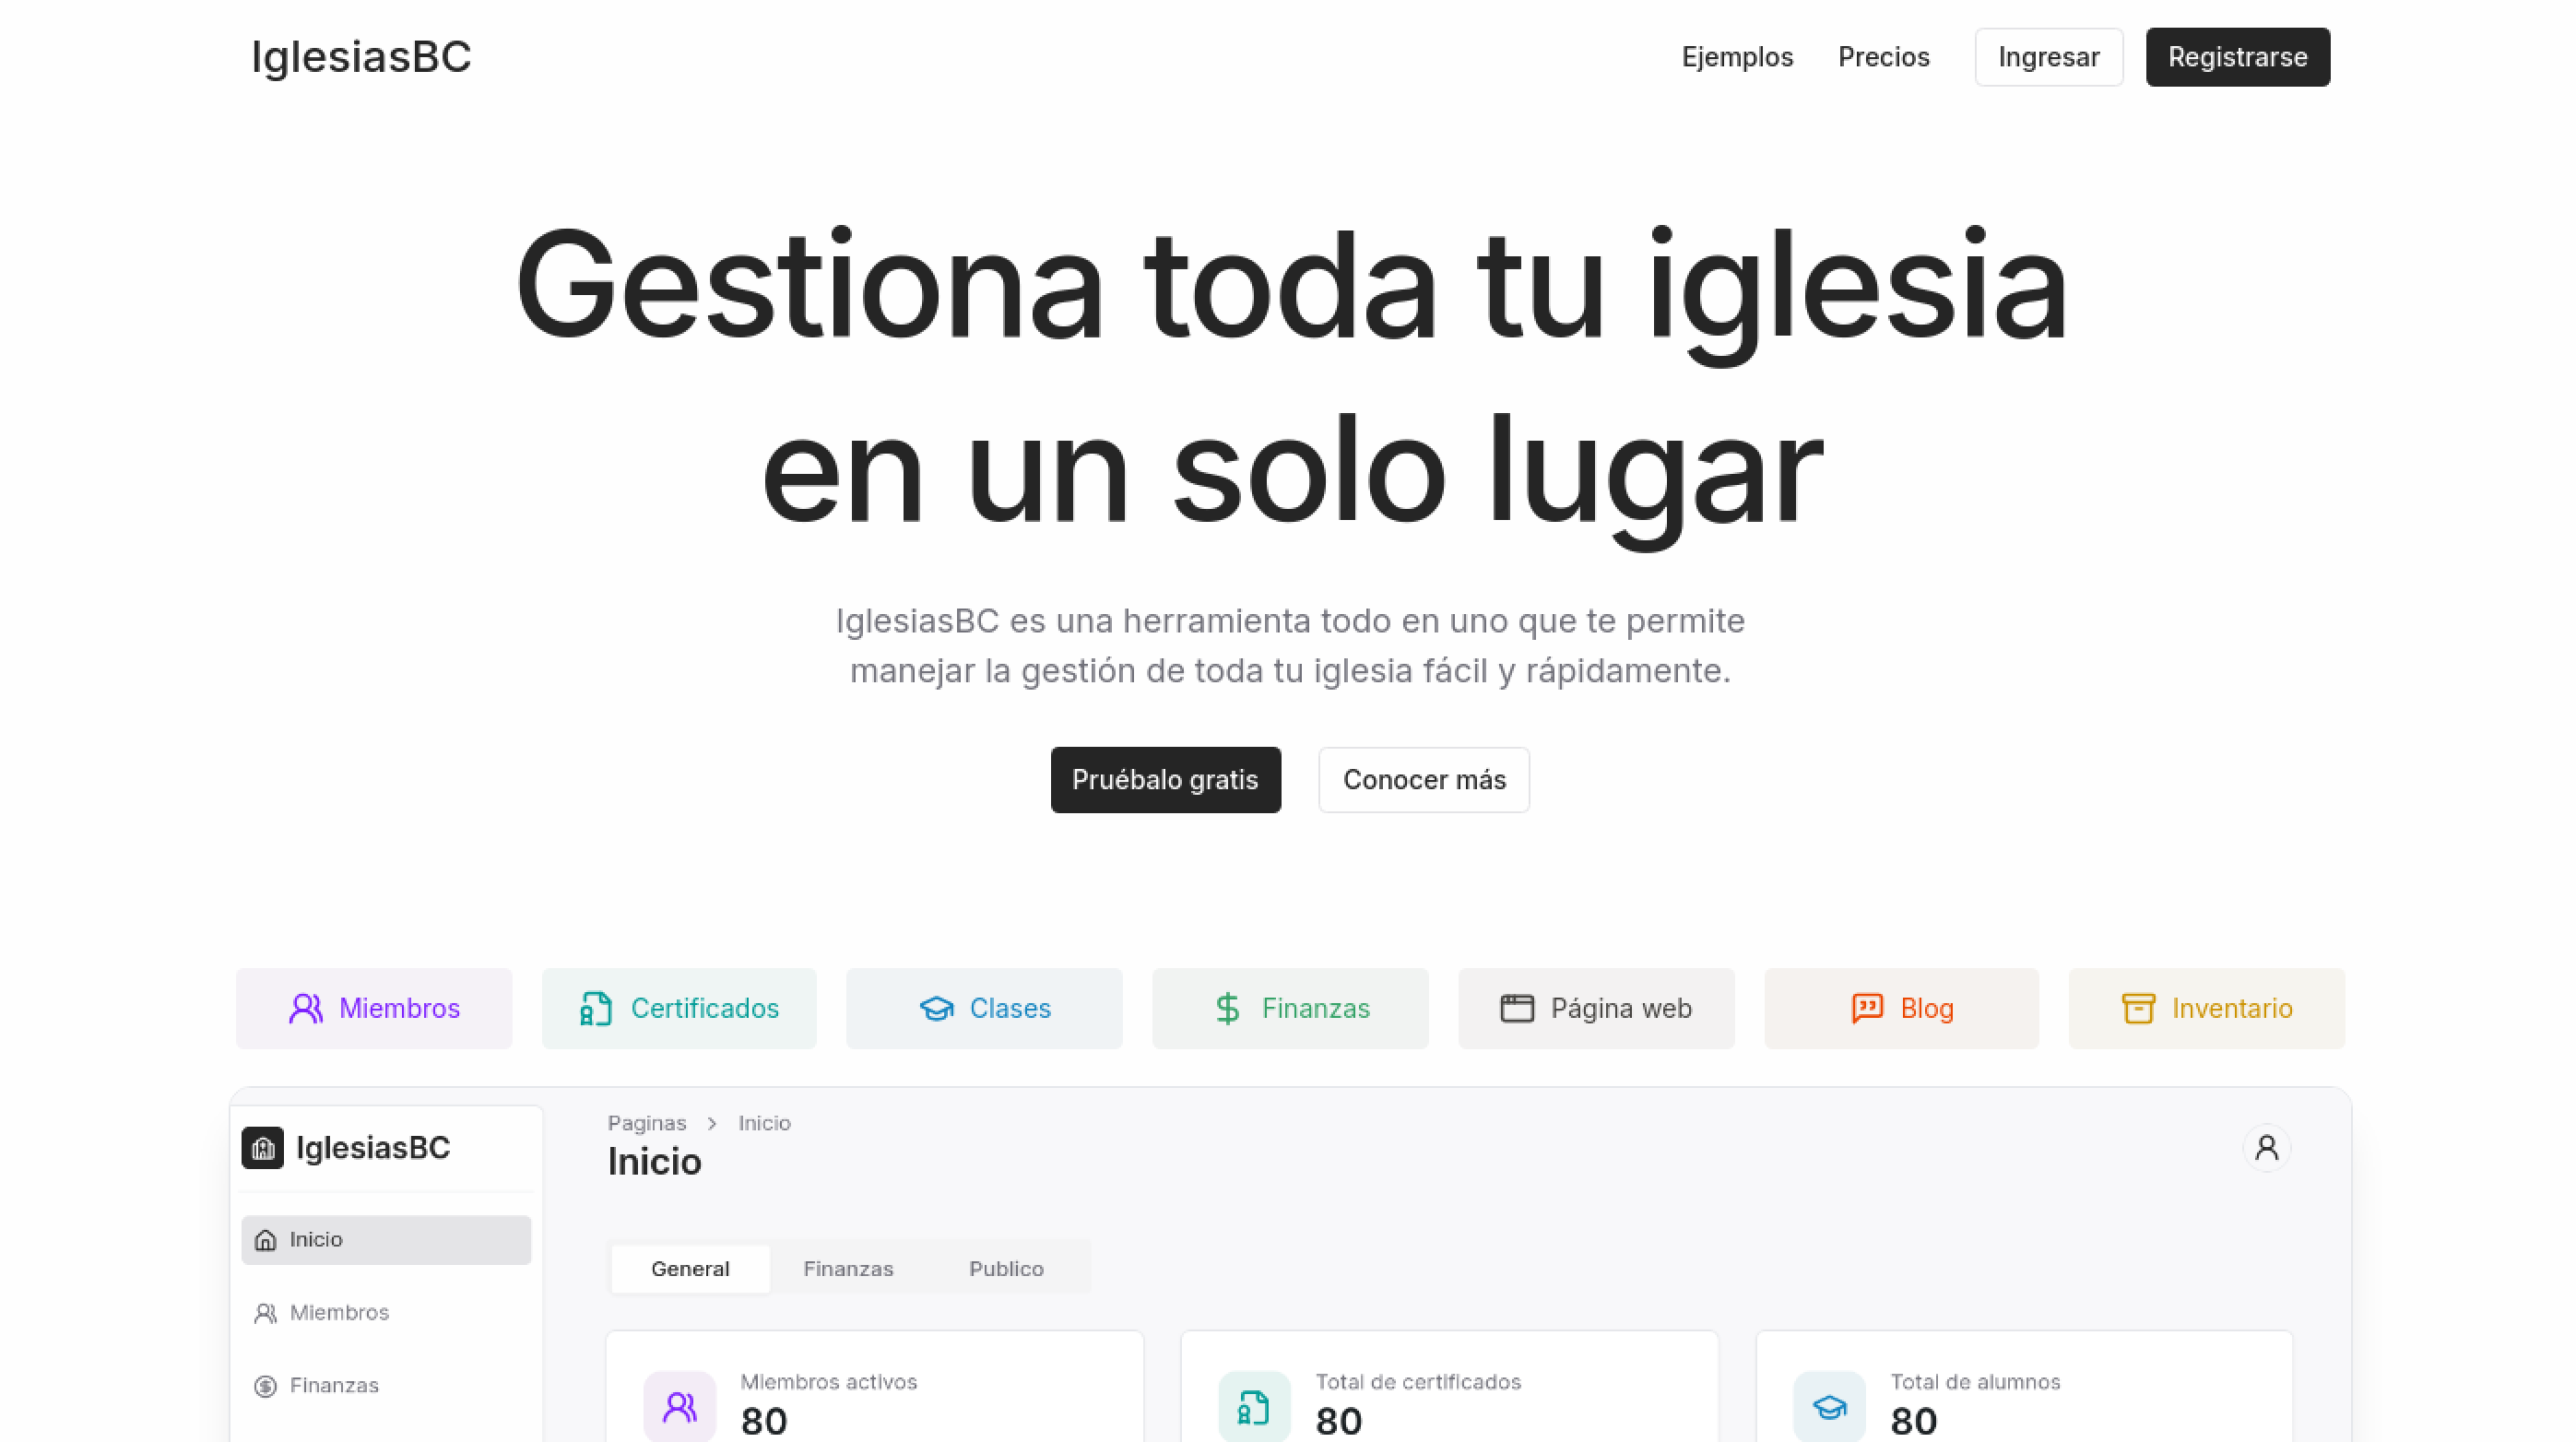 IglesiasBC
Ejemplos
Precios
Ingresar
Registrarse
Gestiona toda tu iglesia
en un solo lugar
IglesiasBC es una herramienta todo en uno que te permite
manejar la gestión de toda tu iglesia fácil y rápidamente.
Pruébalo gratis
Conocer más
Miembros
Certificados
Clases
Finanzas
Página web
Blog
Inventario
IglesiasBC
Inicio
Miembros
Finanzas
Paginas > Inicio
Inicio
General
Finanzas
Publico
Miembros activos
80
Total de certificados
80
Total de alumnos
80